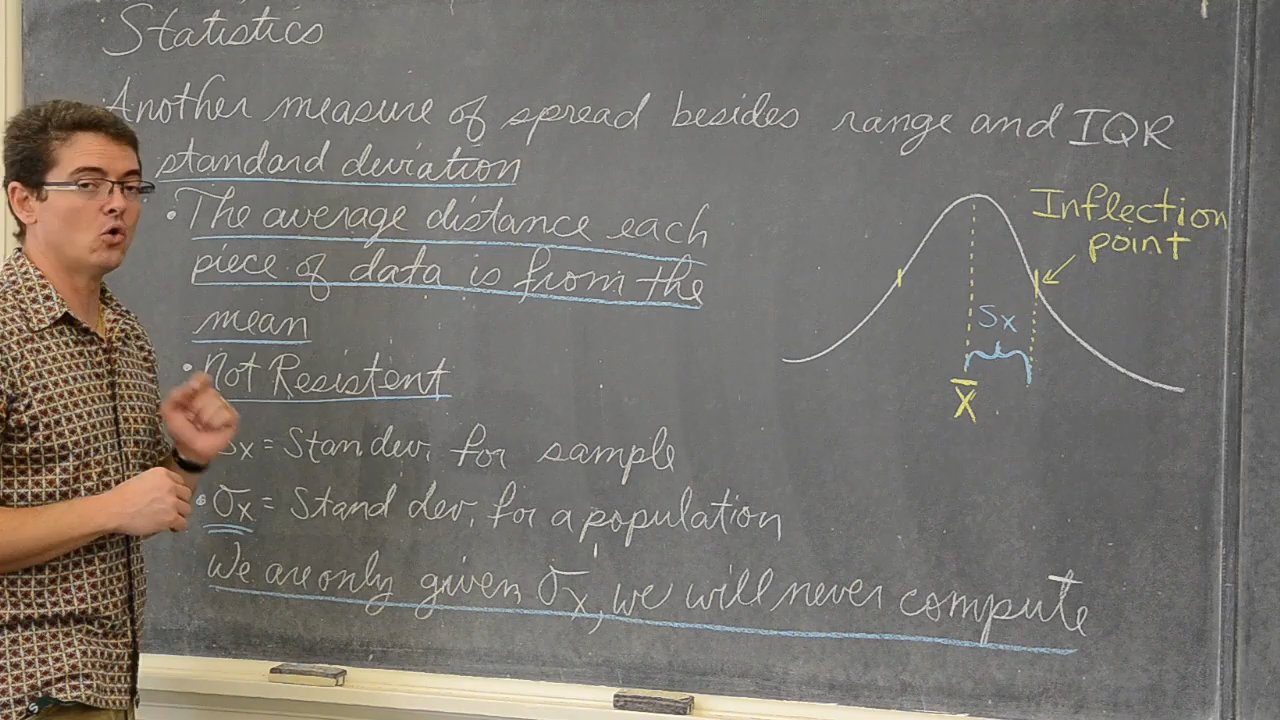 Statistics
Another measure of spread besides range and IQR
standard deviation
• The average distance each
piece of data is from the
mean
• Not Resistent
Sx = Stan dev. for sample
• σx = Stand dev. for a population
We are only given σx, we will never compute
Inflection
point
Sx
X̄